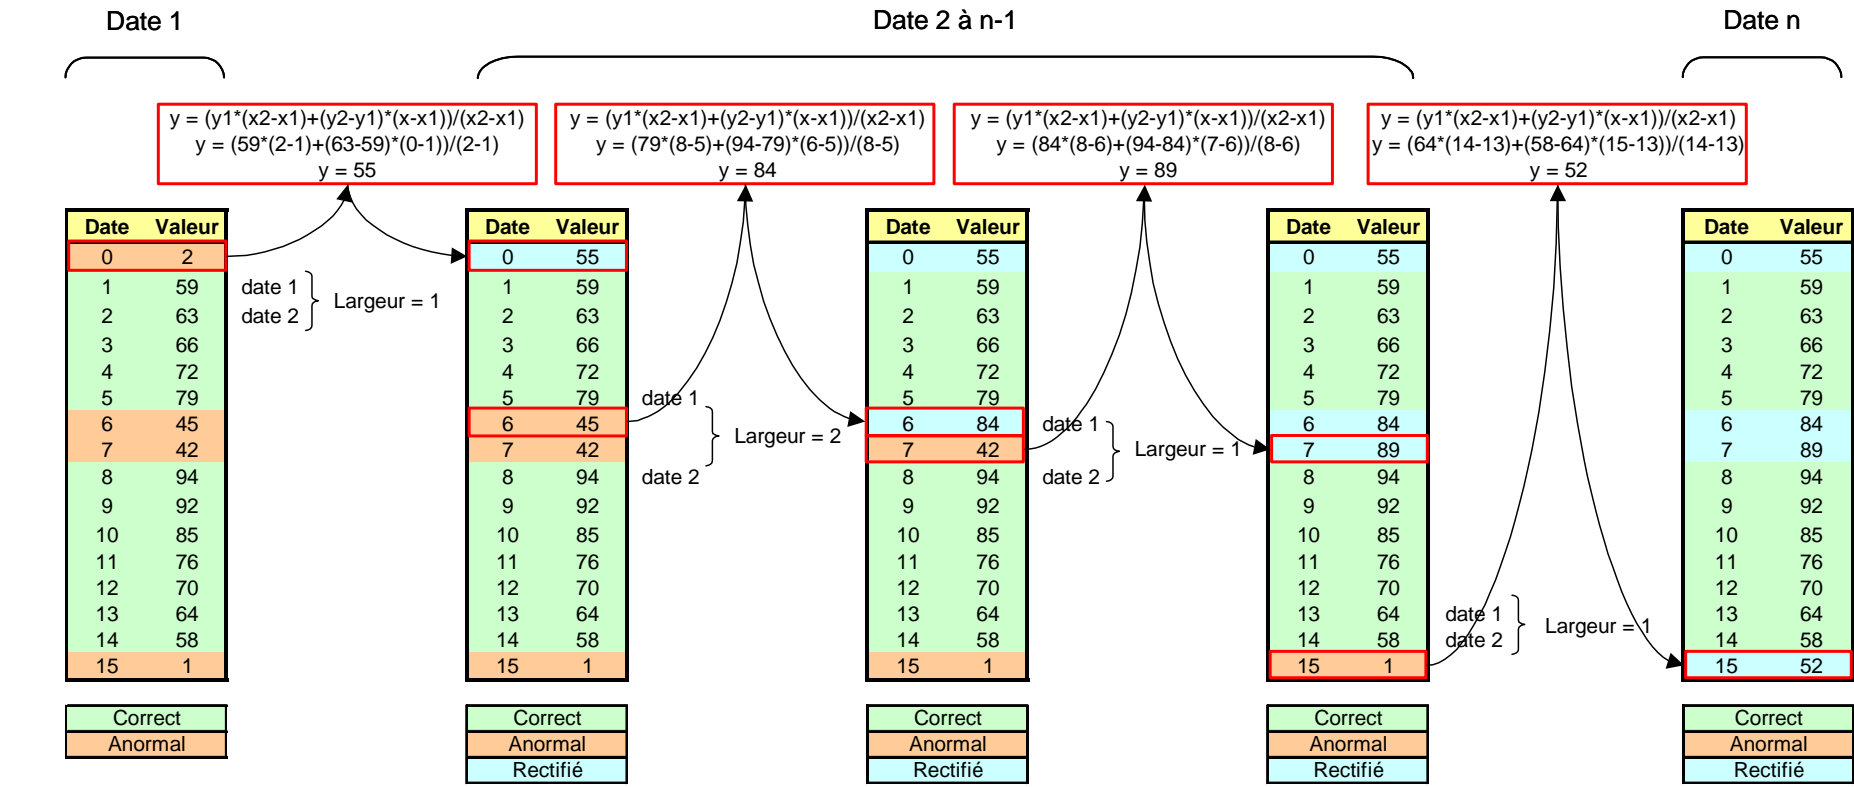 Date 1
Date 2 à n-1
Date n
y = (y1*(x2-x1)+(y2-y1)*(x-x1))/(x2-x1)
y = (59*(2-1)+(63-59)*(0-1))/(2-1)
y = 55
y = (y1*(x2-x1)+(y2-y1)*(x-x1))/(x2-x1)
y = (79*(8-5)+(94-79)*(6-5))/(8-5)
y = 84
y = (y1*(x2-x1)+(y2-y1)*(x-x1))/(x2-x1)
y = (84*(8-6)+(94-84)*(7-6))/(8-6)
y = 89
y = (y1*(x2-x1)+(y2-y1)*(x-x1))/(x2-x1)
y = (64*(14-13)+(58-64)*(15-13))/(14-13)
y = 52
Date Valeur
0 2
1 59
2 63
3 66
4 72
5 79
6 45
7 42
8 94
9 92
10 85
11 76
12 70
13 64
14 58
15 1
Correct
Anormal
date 1
date 2
Largeur = 1
Date Valeur
0 55
1 59
2 63
3 66
4 72
5 79
6 45
7 42
8 94
9 92
10 85
11 76
12 70
13 64
14 58
15 1
Correct
Anormal
Rectifié
date 1
Largeur = 2
date 2
Date Valeur
0 55
1 59
2 63
3 66
4 72
5 79
6 84
7 42
8 94
9 92
10 85
11 76
12 70
13 64
14 58
15 1
Correct
Anormal
Rectifié
date 1
Largeur = 1
date 2
Date Valeur
0 55
1 59
2 63
3 66
4 72
5 79
6 84
7 89
8 94
9 92
10 85
11 76
12 70
13 64
14 58
15 1
Correct
Anormal
Rectifié
date 1
date 2
Largeur = 1
Date Valeur
0 55
1 59
2 63
3 66
4 72
5 79
6 84
7 89
8 94
9 92
10 85
11 76
12 70
13 64
14 58
15 52
Correct
Anormal
Rectifié